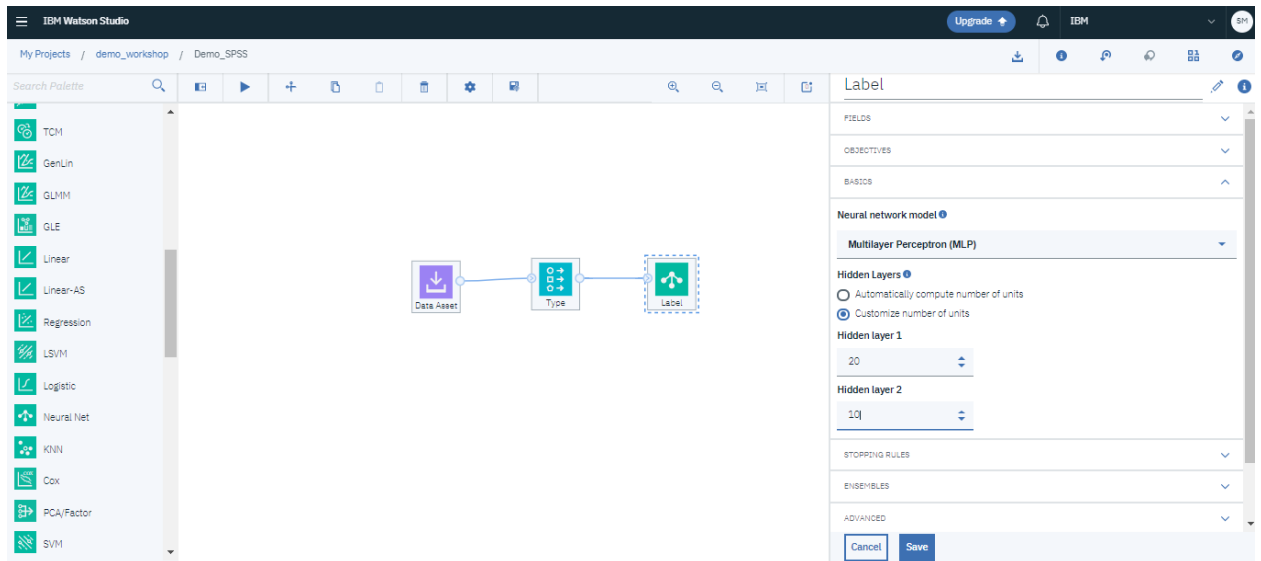 IBM Watson Studio
Upgrade
IBM
SM
My Projects / demo_workshop / Demo_SPSS
Search Palette
TCM
GenLin
GLMM
GLE
Linear
Linear-AS
Regression
LSVM
Logistic
Neural Net
KNN
Cox
PCA/Factor
SVM
Data Asset
Type
Label
Label
FIELDS
OBJECTIVES
BASICS
Neural network model
Multilayer Perceptron (MLP)
Hidden Layers
Automatically compute number of units
Customize number of units
Hidden layer 1
20
Hidden layer 2
10
STOPPING RULES
ENSEMBLES
ADVANCED
Cancel Save